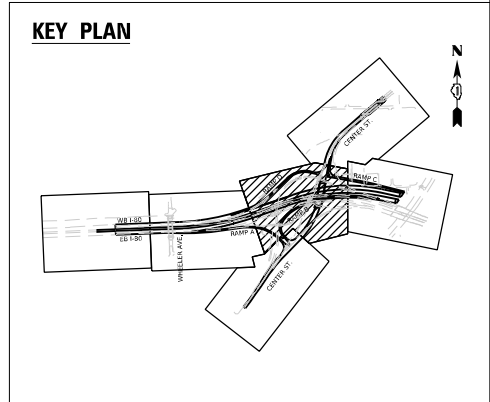 KEY PLAN
N
CENTER ST.
RAMP C
WB I-80
EB I-80
RAMP A
WHEELER AVE.
CENTER ST.